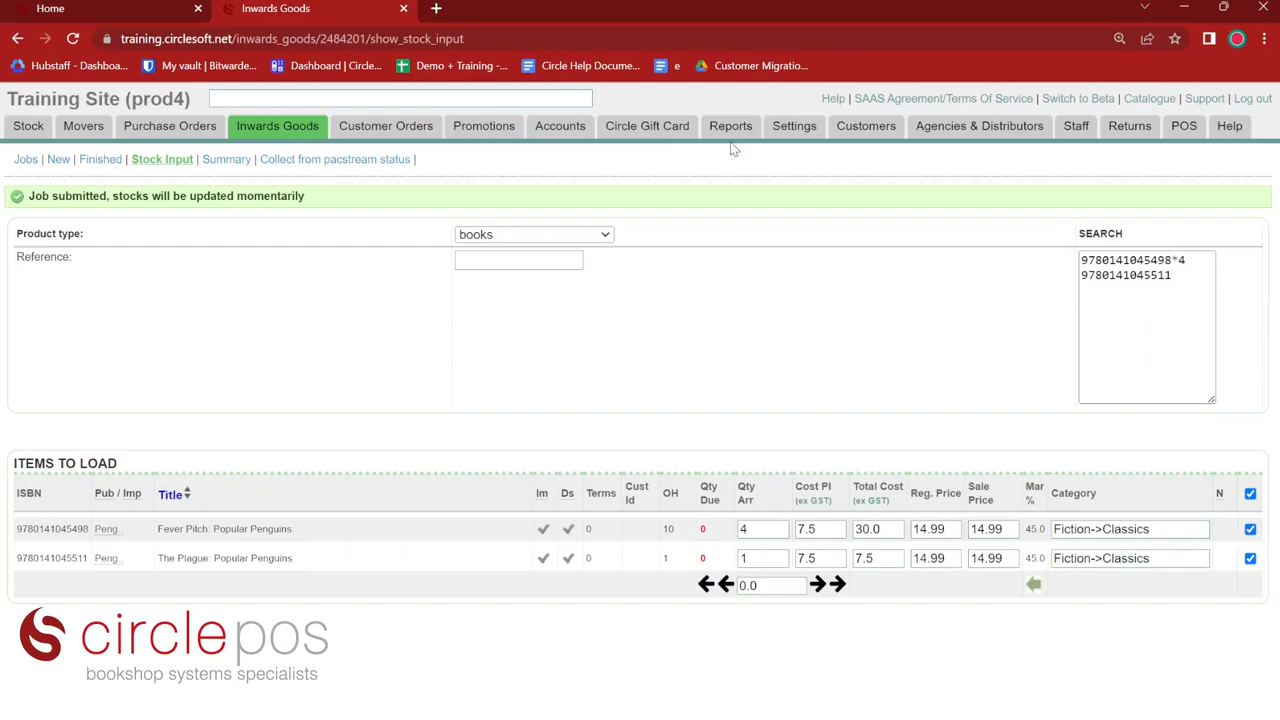 Home
Inwards Goods
training.circlesoft.net/inwards_goods/2484201/show_stock_input
Hubstaff - Dashboa... My vault | Bitwarde... Dashboard | Circle... Demo + Training -... Circle Help Docume... e Customer Migratio...
Training Site (prod4)
Help | SAAS Agreement/Terms Of Service | Switch to Beta | Catalogue | Support | Log out
Stock Movers Purchase Orders Inwards Goods Customer Orders Promotions Accounts Circle Gift Card Reports Settings Customers Agencies & Distributors Staff Returns POS Help
Jobs | New | Finished | Stock Input | Summary | Collect from pacstream status |
Job submitted, stocks will be updated momentarily
Product type: books SEARCH
Reference:
9780141045498*4
9780141045511
ITEMS TO LOAD
ISBN Pub / Imp Title Im Ds Terms Cust Id OH Qty Due Qty Arr Cost PI (ex GST) Total Cost (ex GST) Reg. Price Sale Price Mar % Category N
9780141045498 Peng.. Fever Pitch: Popular Penguins 0 10 0 4 7.5 30.0 14.99 14.99 45.0 Fiction->Classics
9780141045511 Peng.. The Plague: Popular Penguins 0 1 0 1 7.5 7.5 14.99 14.99 45.0 Fiction->Classics
0.0
circlepos
bookshop systems specialists